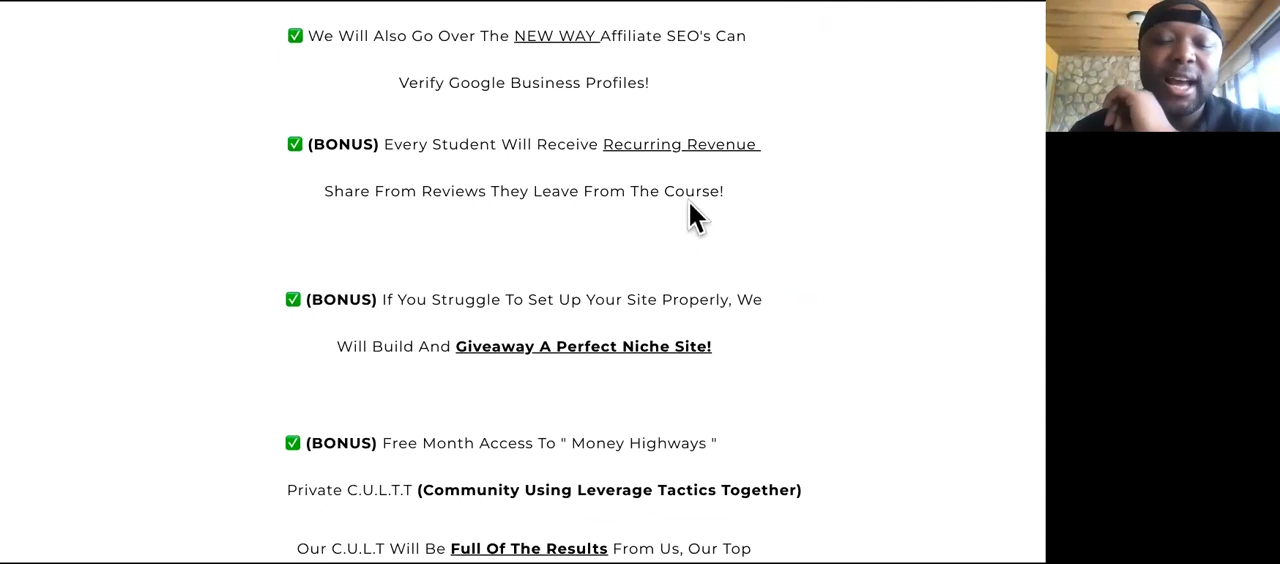 ✅ We Will Also Go Over The NEW WAY Affiliate SEO's Can
Verify Google Business Profiles!
✅ (BONUS) Every Student Will Receive Recurring Revenue
Share From Reviews They Leave From The Course!
✅ (BONUS) If You Struggle To Set Up Your Site Properly, We
Will Build And Giveaway A Perfect Niche Site!
✅ (BONUS) Free Month Access To " Money Highways "
Private C.U.L.T.T (Community Using Leverage Tactics Together)
Our C.U.L.T Will Be Full Of The Results From Us, Our Top